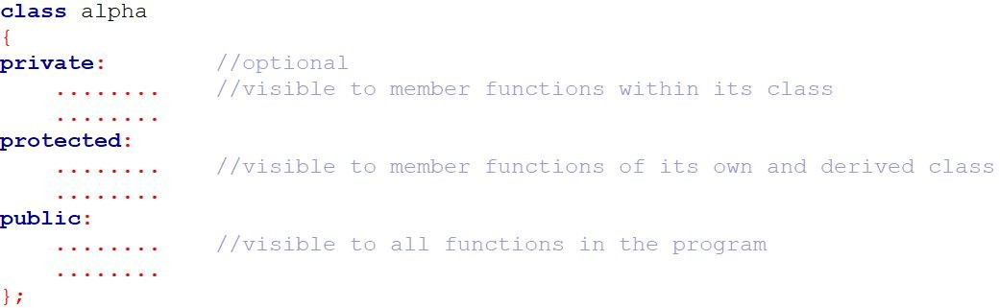 class alpha
{
private:        //optional
    ........    //visible to member functions within its class
    ........
protected:
    ........    //visible to member functions of its own and derived class
    ........
public:
    ........    //visible to all functions in the program
    ........
};